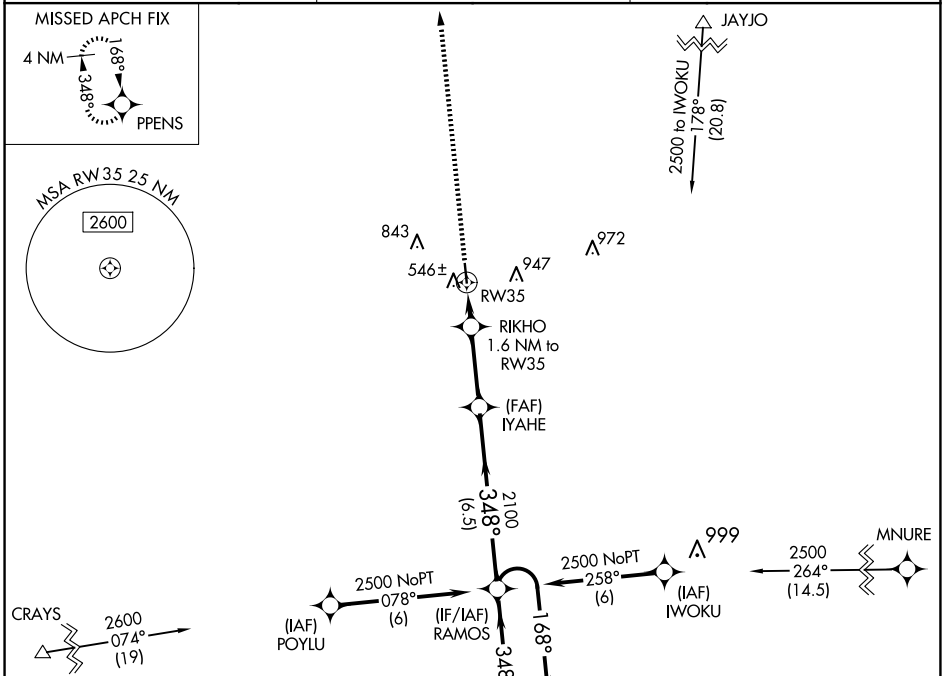 MISSED APCH FIX
4 NM
168°
348°
PPENS
MSA RW35 25 NM
2600
JAYJO
2500 to IWOKU
178°
(20.8)
843
546±
947
972
RW35
RIKHO
1.6 NM to
RW35
(FAF)
IYAHE
2100
348°
(6.5)
999
MNURE
2500
264°
(14.5)
2500 NoPT
258°
(6)
(IAF)
IWOKU
2500 NoPT
078°
(6)
(IAF)
POYLU
(IF/IAF)
RAMOS
168°
348
CRAYS
2600
074°
(19)